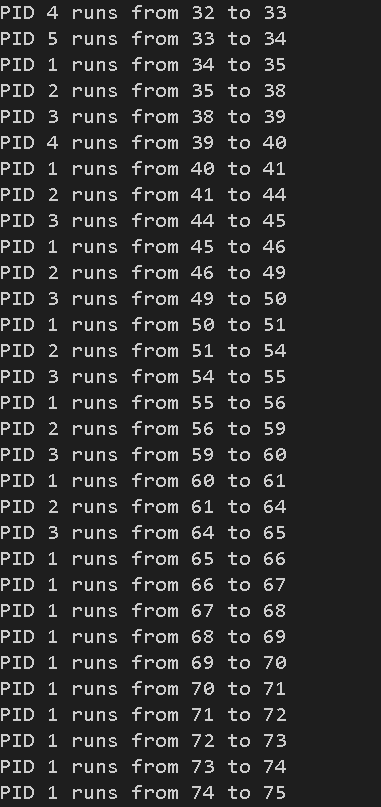 PID 4 runs from 32 to 33
PID 5 runs from 33 to 34
PID 1 runs from 34 to 35
PID 2 runs from 35 to 38
PID 3 runs from 38 to 39
PID 4 runs from 39 to 40
PID 1 runs from 40 to 41
PID 2 runs from 41 to 44
PID 3 runs from 44 to 45
PID 1 runs from 45 to 46
PID 2 runs from 46 to 49
PID 3 runs from 49 to 50
PID 1 runs from 50 to 51
PID 2 runs from 51 to 54
PID 3 runs from 54 to 55
PID 1 runs from 55 to 56
PID 2 runs from 56 to 59
PID 3 runs from 59 to 60
PID 1 runs from 60 to 61
PID 2 runs from 61 to 64
PID 3 runs from 64 to 65
PID 1 runs from 65 to 66
PID 1 runs from 66 to 67
PID 1 runs from 67 to 68
PID 1 runs from 68 to 69
PID 1 runs from 69 to 70
PID 1 runs from 70 to 71
PID 1 runs from 71 to 72
PID 1 runs from 72 to 73
PID 1 runs from 73 to 74
PID 1 runs from 74 to 75